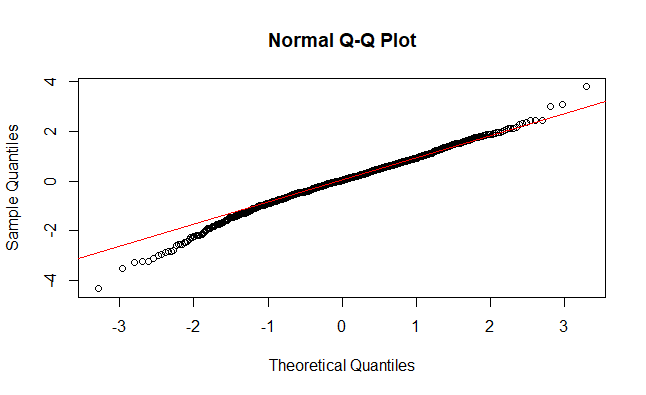 Normal Q-Q Plot
4
2
0
-2
-4
Sample Quantiles
-3 -2 -1 0 1 2 3
Theoretical Quantiles